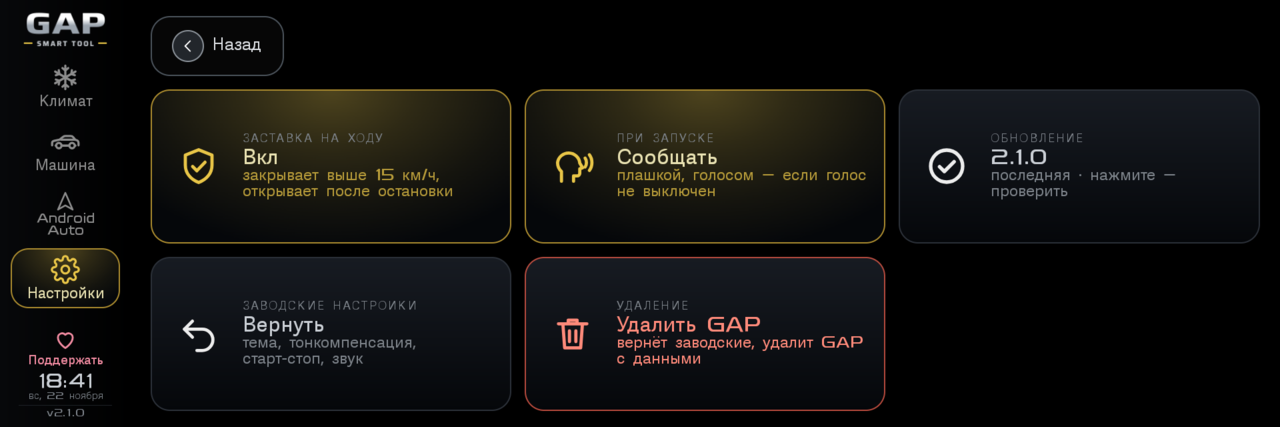 GAP
SMART TOOL
Климат
Машина
Android
Auto
Настройки
Поддержать
18:41
вс, 22 ноября
v2.1.0
Назад
ЗАСТАВКА НА ХОДУ
Вкл
закрывает выше 15 км/ч,
открывает после остановки
ПРИ ЗАПУСКЕ
Сообщать
плашкой, голосом — если голос
не выключен
ОБНОВЛЕНИЕ
2.1.0
последняя · нажмите —
проверить
ЗАВОДСКИЕ НАСТРОЙКИ
Вернуть
тема, тонкомпенсация,
старт-стоп, звук
УДАЛЕНИЕ
Удалить GAP
вернёт заводские, удалит GAP
с данными